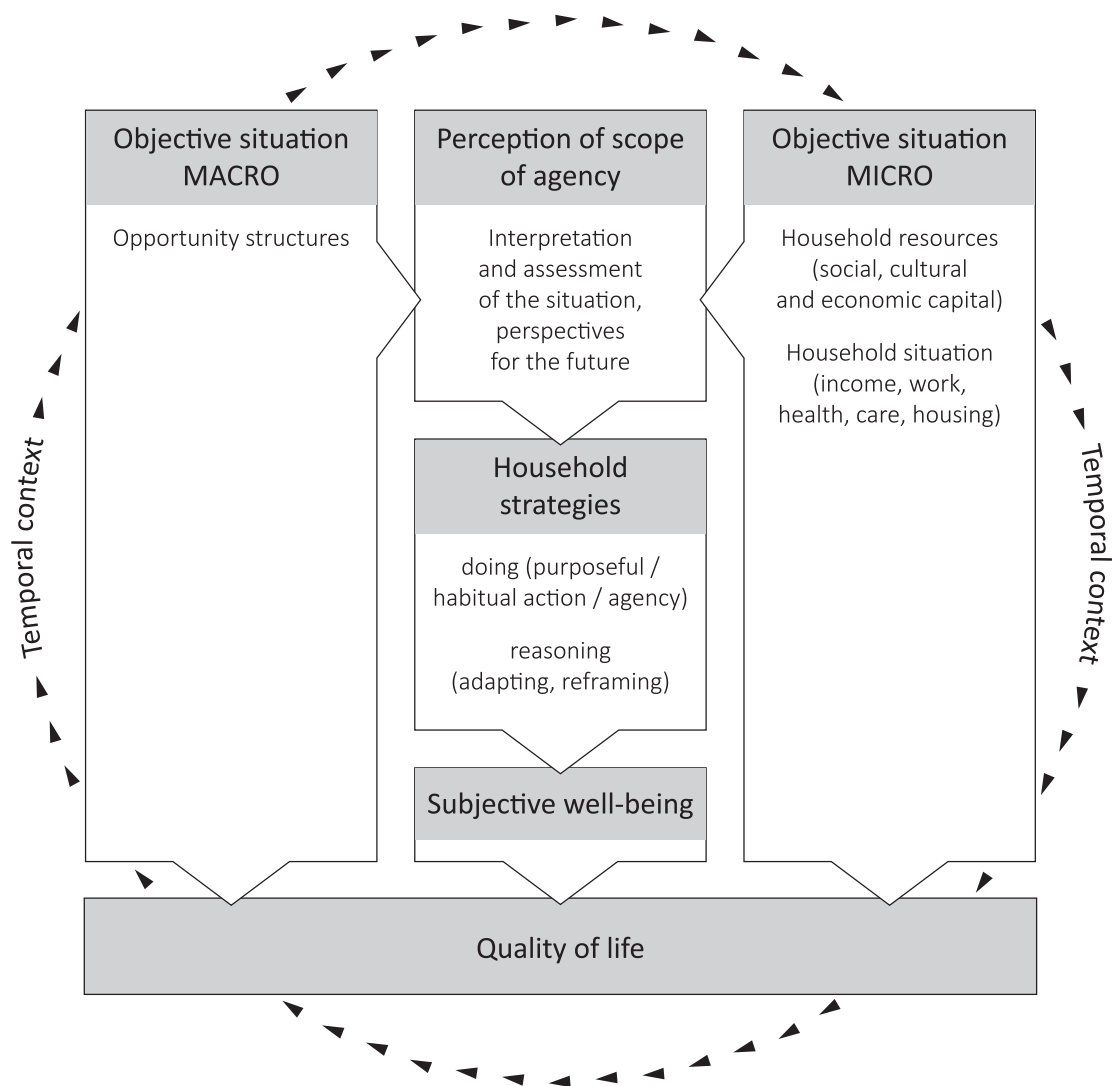 Objective situation
MACRO
Opportunity structures
Perception of scope
of agency
Interpretation
and assessment
of the situation,
perspectives
for the future
Objective situation
MICRO
Household resources
(social, cultural
and economic capital)
Household situation
(income, work,
health, care, housing)
Household
strategies
doing (purposeful /
habitual action / agency)
reasoning
(adapting, reframing)
Subjective well-being
Quality of life
Temporal context
Temporal context